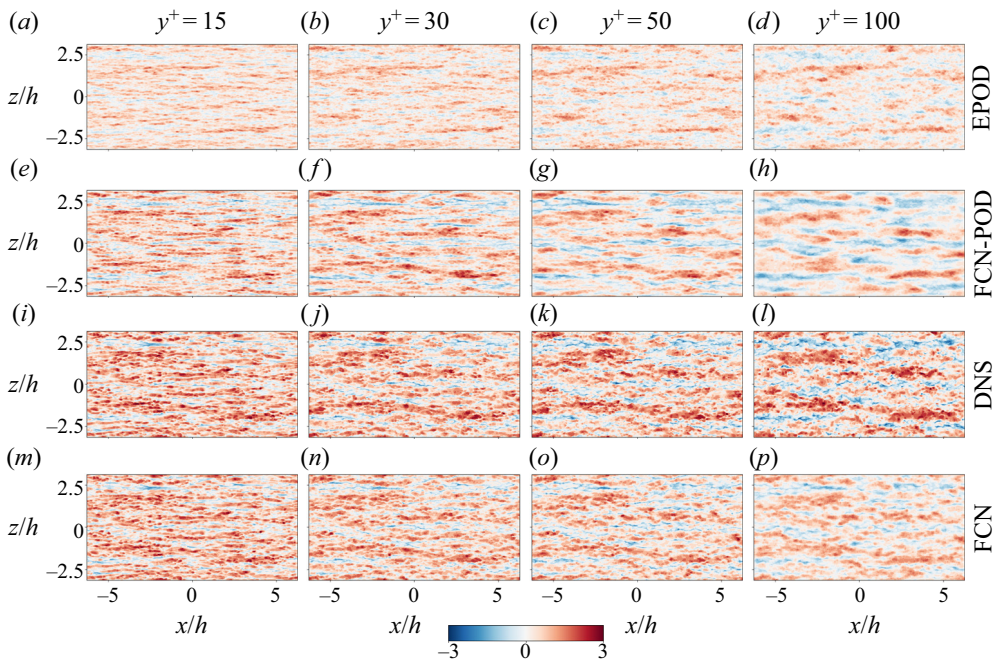 (a) y⁺ = 15 (b) y⁺ = 30 (c) y⁺ = 50 (d) y⁺ = 100
2.5
z/h 0
−2.5
EPOD
(e) (f) (g) (h)
2.5
z/h 0
−2.5
FCN-POD
(i) (j) (k) (l)
2.5
z/h 0
−2.5
DNS
(m) (n) (o) (p)
2.5
z/h 0
−2.5
FCN
−5 0 5 −5 0 5 −5 0 5 −5 0 5
x/h x/h x/h x/h
−3 0 3